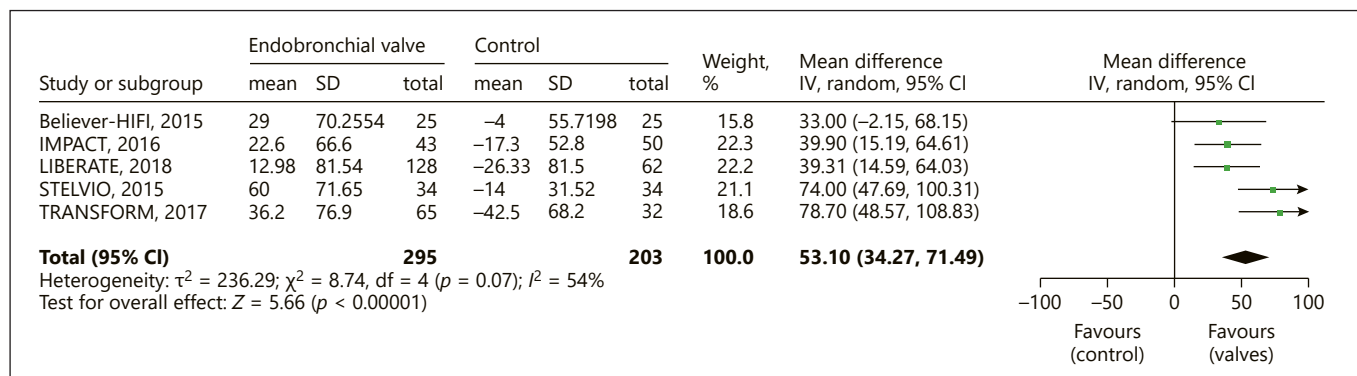 Endobronchial valve Control Weight, % Mean difference IV, random, 95% CI Mean difference IV, random, 95% CI
Study or subgroup mean SD total mean SD total
Believer-HIFI, 2015 29 70.2554 25 –4 55.7198 25 15.8 33.00 (–2.15, 68.15)
IMPACT, 2016 22.6 66.6 43 –17.3 52.8 50 22.3 39.90 (15.19, 64.61)
LIBERATE, 2018 12.98 81.54 128 –26.33 81.5 62 22.2 39.31 (14.59, 64.03)
STELVIO, 2015 60 71.65 34 –14 31.52 34 21.1 74.00 (47.69, 100.31)
TRANSFORM, 2017 36.2 76.9 65 –42.5 68.2 32 18.6 78.70 (48.57, 108.83)
Total (95% CI) 295 203 100.0 53.10 (34.27, 71.49)
Heterogeneity: τ² = 236.29; χ² = 8.74, df = 4 (p = 0.07); I² = 54%
Test for overall effect: Z = 5.66 (p < 0.00001)
–100 –50 0 50 100
Favours (control) Favours (valves)